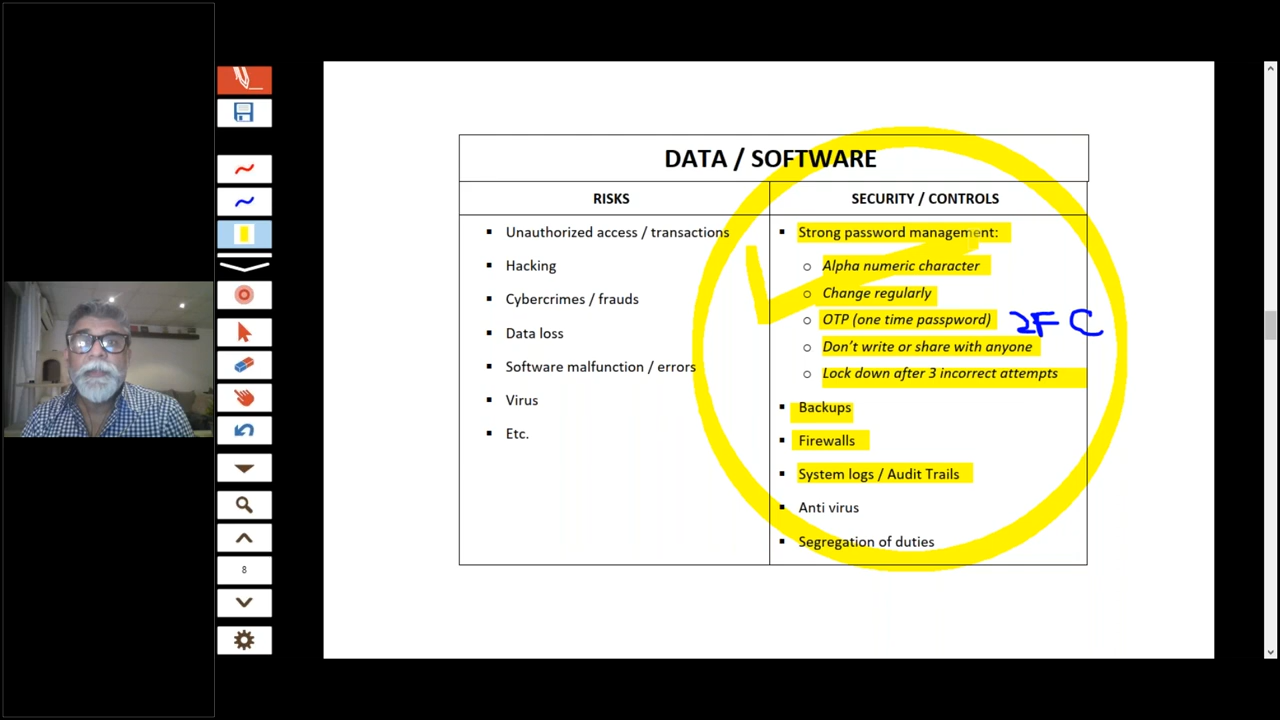 DATA / SOFTWARE
RISKS
Unauthorized access / transactions
Hacking
Cybercrimes / frauds
Data loss
Software malfunction / errors
Virus
Etc.
SECURITY / CONTROLS
Strong password management:
Alpha numeric character
Change regularly
OTP (one time paspword) 2F C
Don't write or share with anyone
Lock down after 3 incorrect attempts
Backups
Firewalls
System logs / Audit Trails
Anti virus
Segregation of duties
8